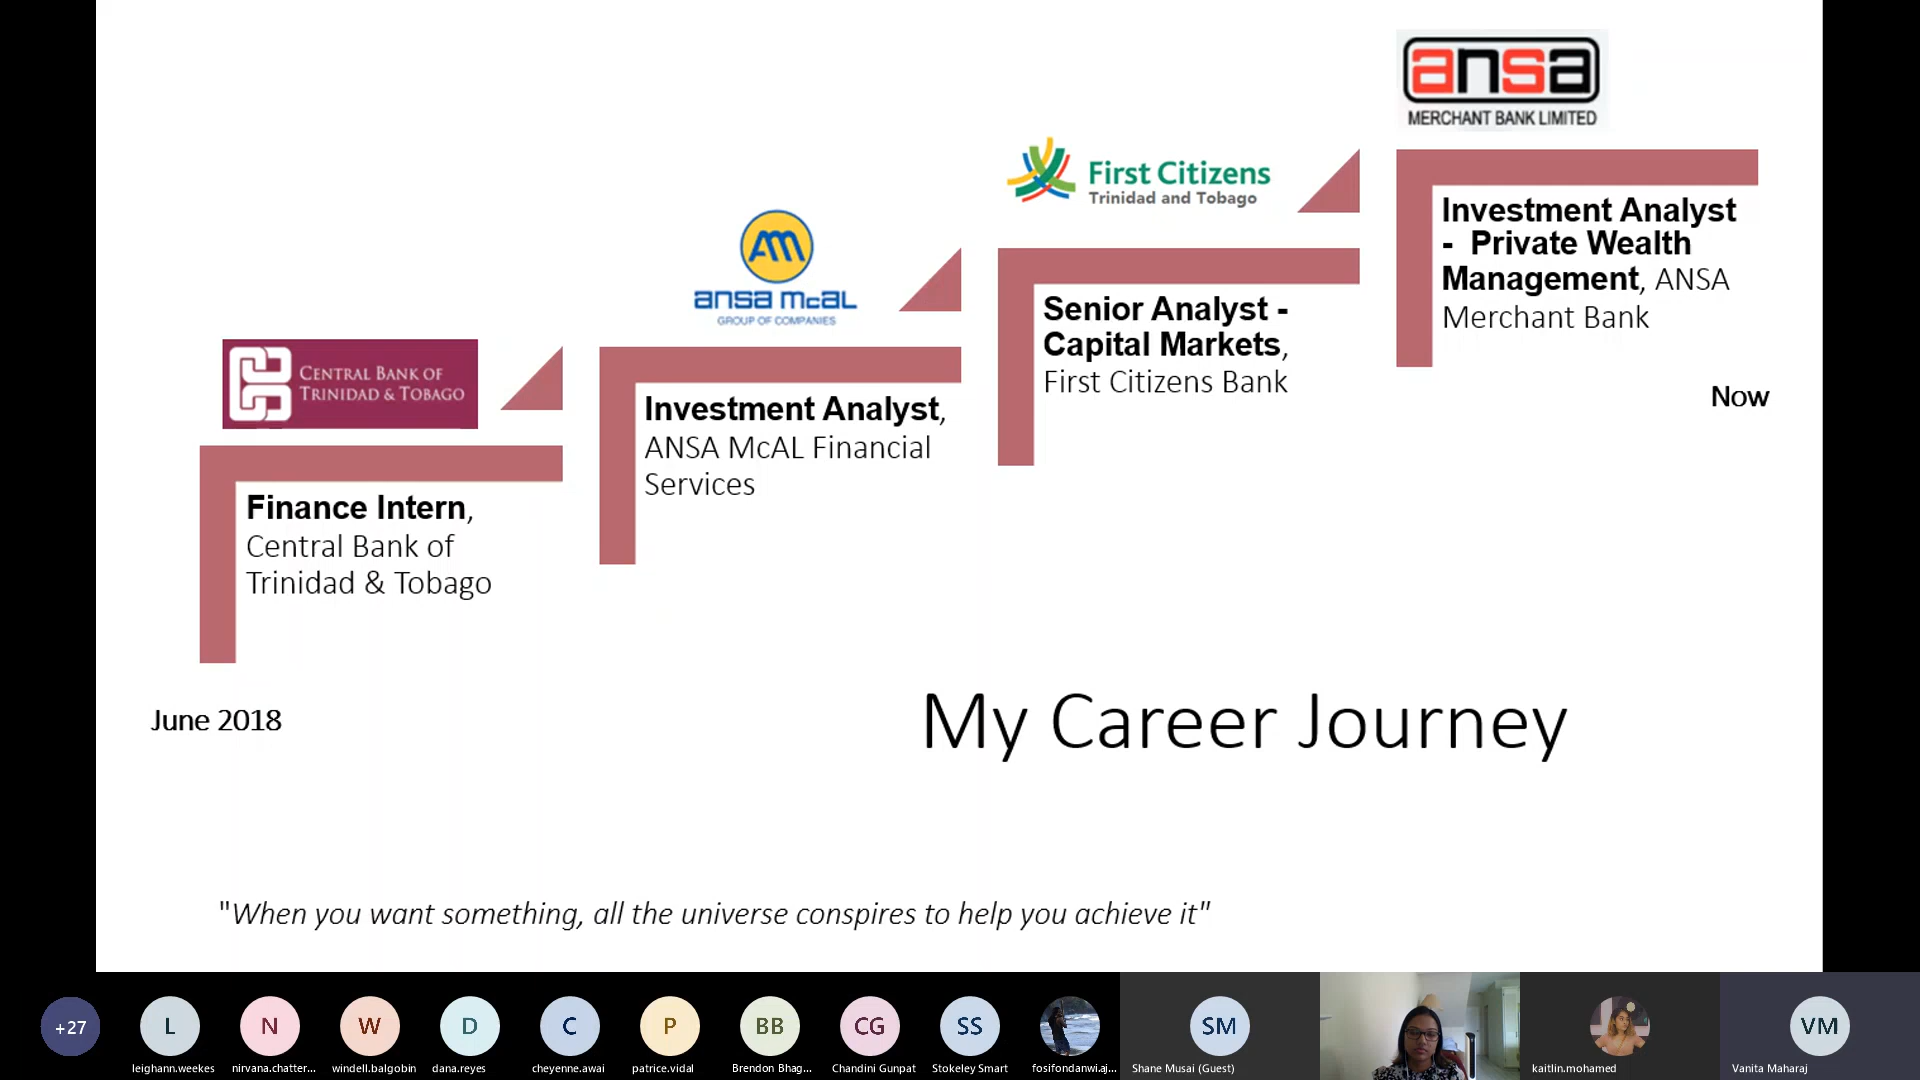 ansa
MERCHANT BANK LIMITED
First Citizens
Trinidad and Tobago
Investment Analyst
- Private Wealth
Management, ANSA
Merchant Bank
AM
ansa mcaL
GROUP OF COMPANIES
Senior Analyst -
Capital Markets,
First Citizens Bank
Now
CENTRAL BANK OF
TRINIDAD & TOBAGO
Investment Analyst,
ANSA McAL Financial
Services
Finance Intern,
Central Bank of
Trinidad & Tobago
June 2018
My Career Journey
"When you want something, all the universe conspires to help you achieve it"
+27
L
N
W
D
C
P
BB
CG
SS
SM
VM
leighann.weekes
nirvana.chatter...
windell.balgobin
dana.reyes
cheyenne.awai
patrice.vidal
Brendon Bhag...
Chandini Gunpat
Stokeley Smart
fosifondanwi.aj...
Shane Musai (Guest)
kaitlin.mohamed
Vanita Maharaj